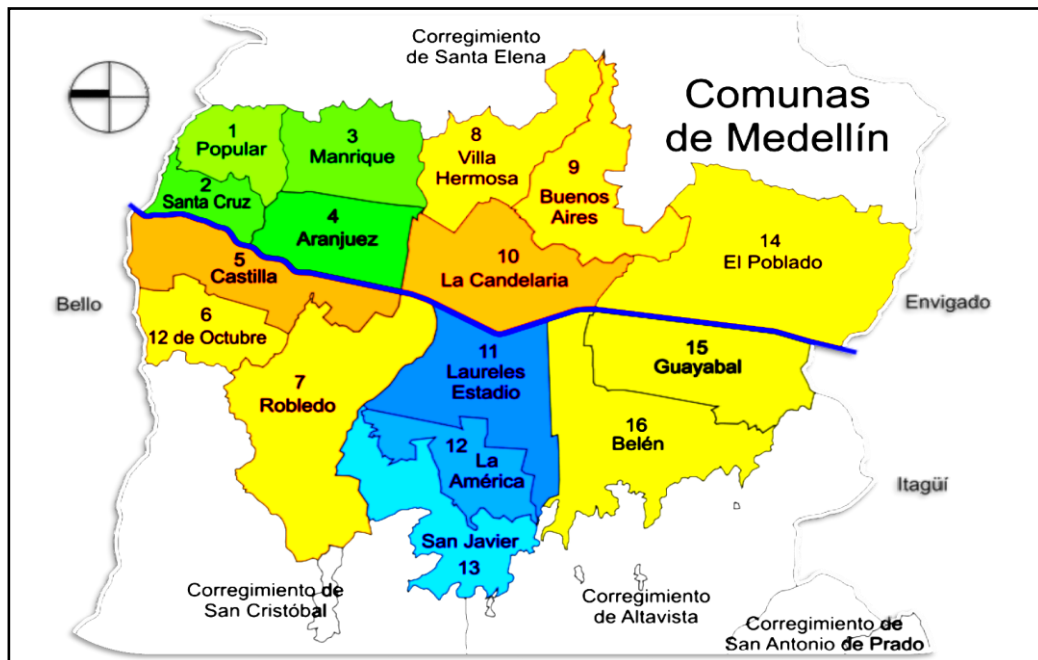 Corregimiento
de Santa Elena
Comunas
de Medellín
1
Popular
2
Santa Cruz
3
Manrique
4
Aranjuez
5
Castilla
6
12 de Octubre
7
Robledo
8
Villa
Hermosa
9
Buenos
Aires
10
La Candelaria
11
Laureles
Estadio
12
La
América
San Javier
13
14
El Poblado
15
Guayabal
16
Belén
Bello
Envigado
Itagüí
Corregimiento de
San Cristóbal
Corregimiento
de Altavista
Corregimiento de
San Antonio de Prado